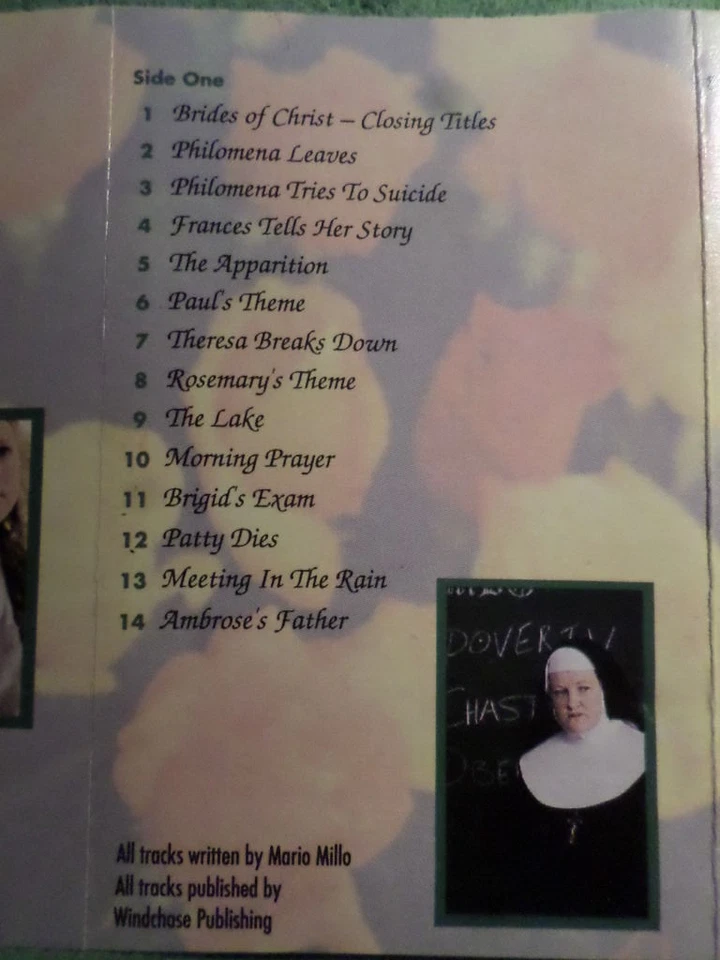 Side One
1 Brides of Christ – Closing Titles
2 Philomena Leaves
3 Philomena Tries To Suicide
4 Frances Tells Her Story
5 The Apparition
6 Paul's Theme
7 Theresa Breaks Down
8 Rosemary's Theme
9 The Lake
10 Morning Prayer
11 Brigid's Exam
12 Patty Dies
13 Meeting In The Rain
14 Ambrose's Father
POVERTY
CHAST
OBE
All tracks written by Mario Millo
All tracks published by
Windchase Publishing